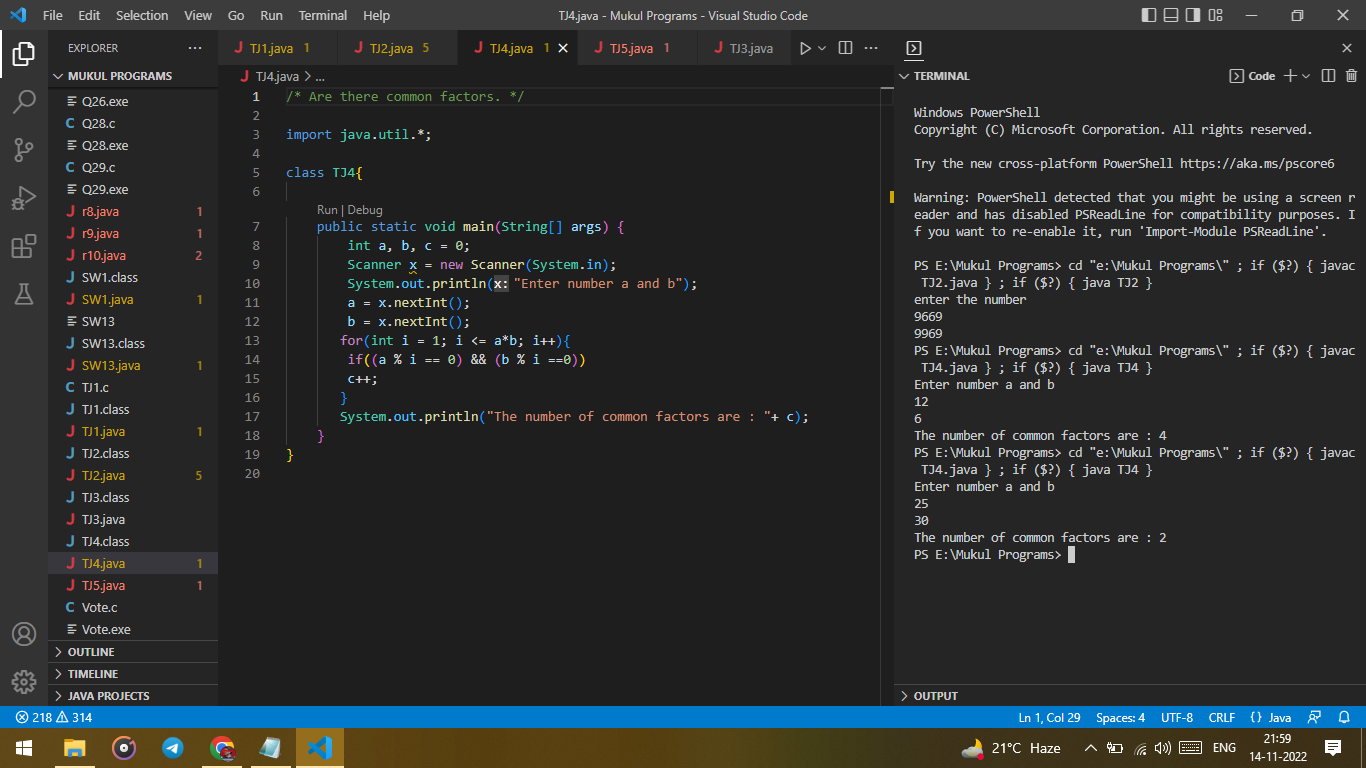 File Edit Selection View Go Run Terminal Help
TJ4.java - Mukul Programs - Visual Studio Code
EXPLORER
MUKUL PROGRAMS
Q26.exe
Q28.c
Q28.exe
Q29.c
Q29.exe
r8.java 1
r9.java 1
r10.java 2
SW1.class
SW1.java 1
SW13
SW13.class
SW13.java 1
TJ1.c
TJ1.class
TJ1.java 1
TJ2.class
TJ2.java 5
TJ3.class
TJ3.java
TJ4.class
TJ4.java 1
TJ5.java 1
Vote.c
Vote.exe
OUTLINE
TIMELINE
JAVA PROJECTS
TJ1.java 1 TJ2.java 5 TJ4.java 1 TJ5.java 1 TJ3.java
TJ4.java > ...
1 /* Are there common factors. */
2
3 import java.util.*;
4
5 class TJ4{
6
Run | Debug
7 public static void main(String[] args) {
8 int a, b, c = 0;
9 Scanner x = new Scanner(System.in);
10 System.out.println(x: "Enter number a and b");
11 a = x.nextInt();
12 b = x.nextInt();
13 for(int i = 1; i <= a*b; i++){
14 if((a % i == 0) && (b % i ==0))
15 c++;
16 }
17 System.out.println("The number of common factors are : "+ c);
18 }
19 }
20
TERMINAL
Code
Windows PowerShell
Copyright (C) Microsoft Corporation. All rights reserved.
Try the new cross-platform PowerShell https://aka.ms/pscore6
Warning: PowerShell detected that you might be using a screen r
eader and has disabled PSReadLine for compatibility purposes. I
f you want to re-enable it, run 'Import-Module PSReadLine'.
PS E:\Mukul Programs> cd "e:\Mukul Programs\" ; if ($?) { javac
TJ2.java } ; if ($?) { java TJ2 }
enter the number
9669
9969
PS E:\Mukul Programs> cd "e:\Mukul Programs\" ; if ($?) { javac
TJ4.java } ; if ($?) { java TJ4 }
Enter number a and b
12
6
The number of common factors are : 4
PS E:\Mukul Programs> cd "e:\Mukul Programs\" ; if ($?) { javac
TJ4.java } ; if ($?) { java TJ4 }
Enter number a and b
25
30
The number of common factors are : 2
PS E:\Mukul Programs>
OUTPUT
218 314
Ln 1, Col 29 Spaces: 4 UTF-8 CRLF {} Java
21°C Haze
ENG
21:59
14-11-2022